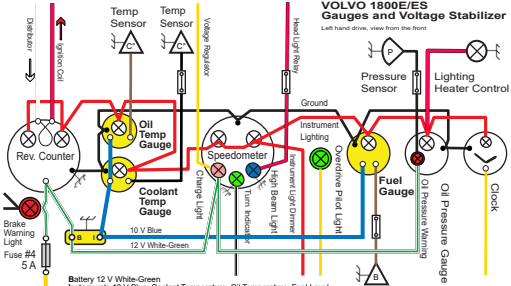 VOLVO 1800E/ES
Gauges and Voltage Stabilizer
Left hand drive, view from the front
Temp
Sensor
Temp
Sensor
C°
C°
P
Distributor
Ignition Coil
Voltage Regulator
Head Light Relay
Pressure
Sensor
Lighting
Heater Control
Ground
Instrument
Lighting
Oil
Temp
Gauge
Rev. Counter
Speedometer
Coolant
Temp
Gauge
Fuel
Gauge
Charge Light
Turn Indicator
High Beam Light
Instrument Light Dimmer
Overdrive Pilot Light
Oil Pressure Warning
Oil Pressure Gauge
Clock
Brake
Warning
Light
Fuse #4
5 A
B
I
10 V Blue
12 V White-Green
B
Battery 12 V White-Green